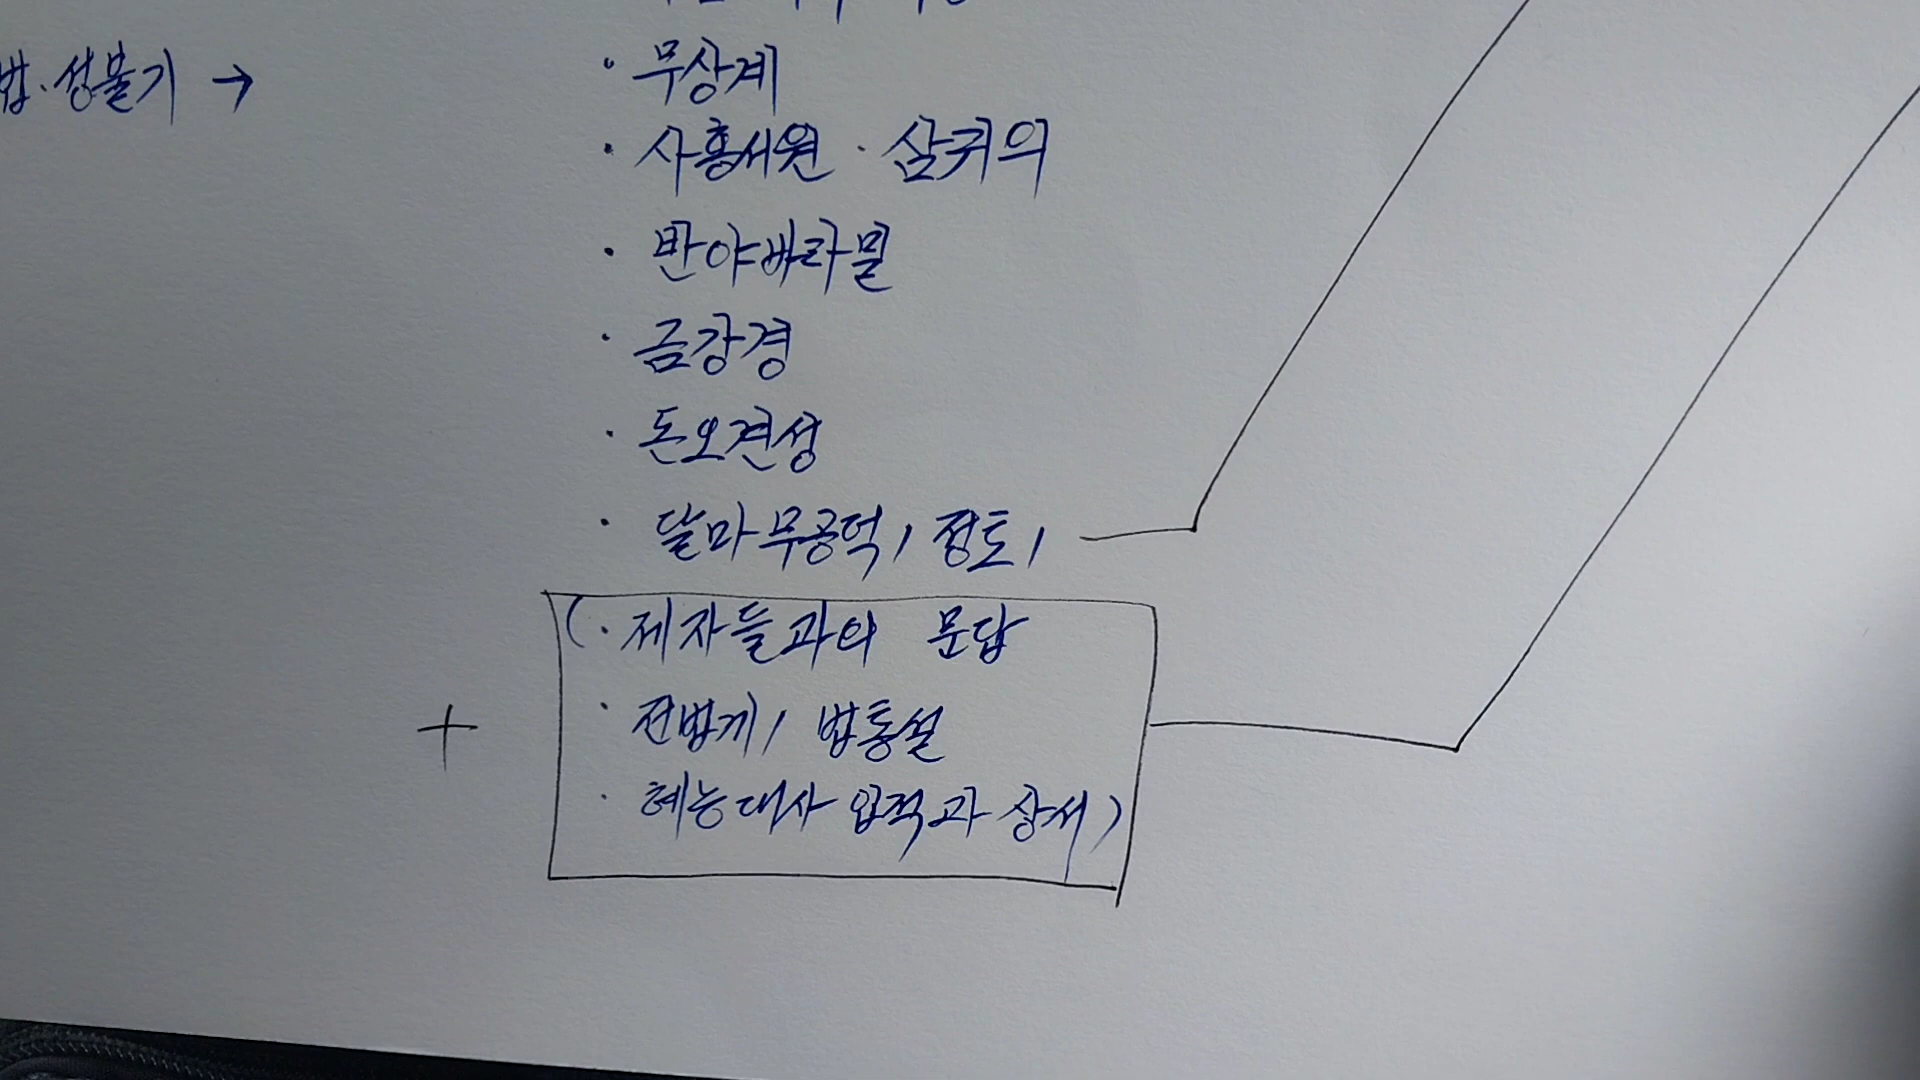 법·성불기 →
· 무상계
· 사홍서원 · 삼귀의
· 반야바라밀
· 금강경
· 돈오견성
· 달마무공덕, 정토,
(· 제자들과의 문답
+ · 전법게, 법통설
· 혜능대사 입적과 상서)